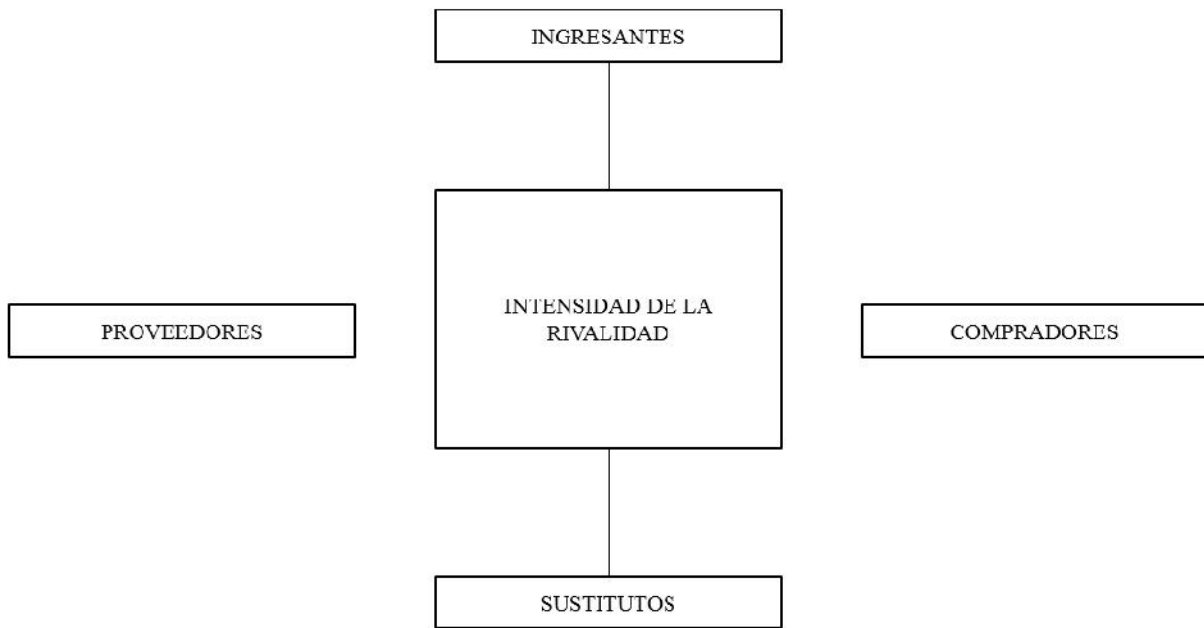 INGRESANTES
PROVEEDORES
INTENSIDAD DE LA
RIVALIDAD
COMPRADORES
SUSTITUTOS